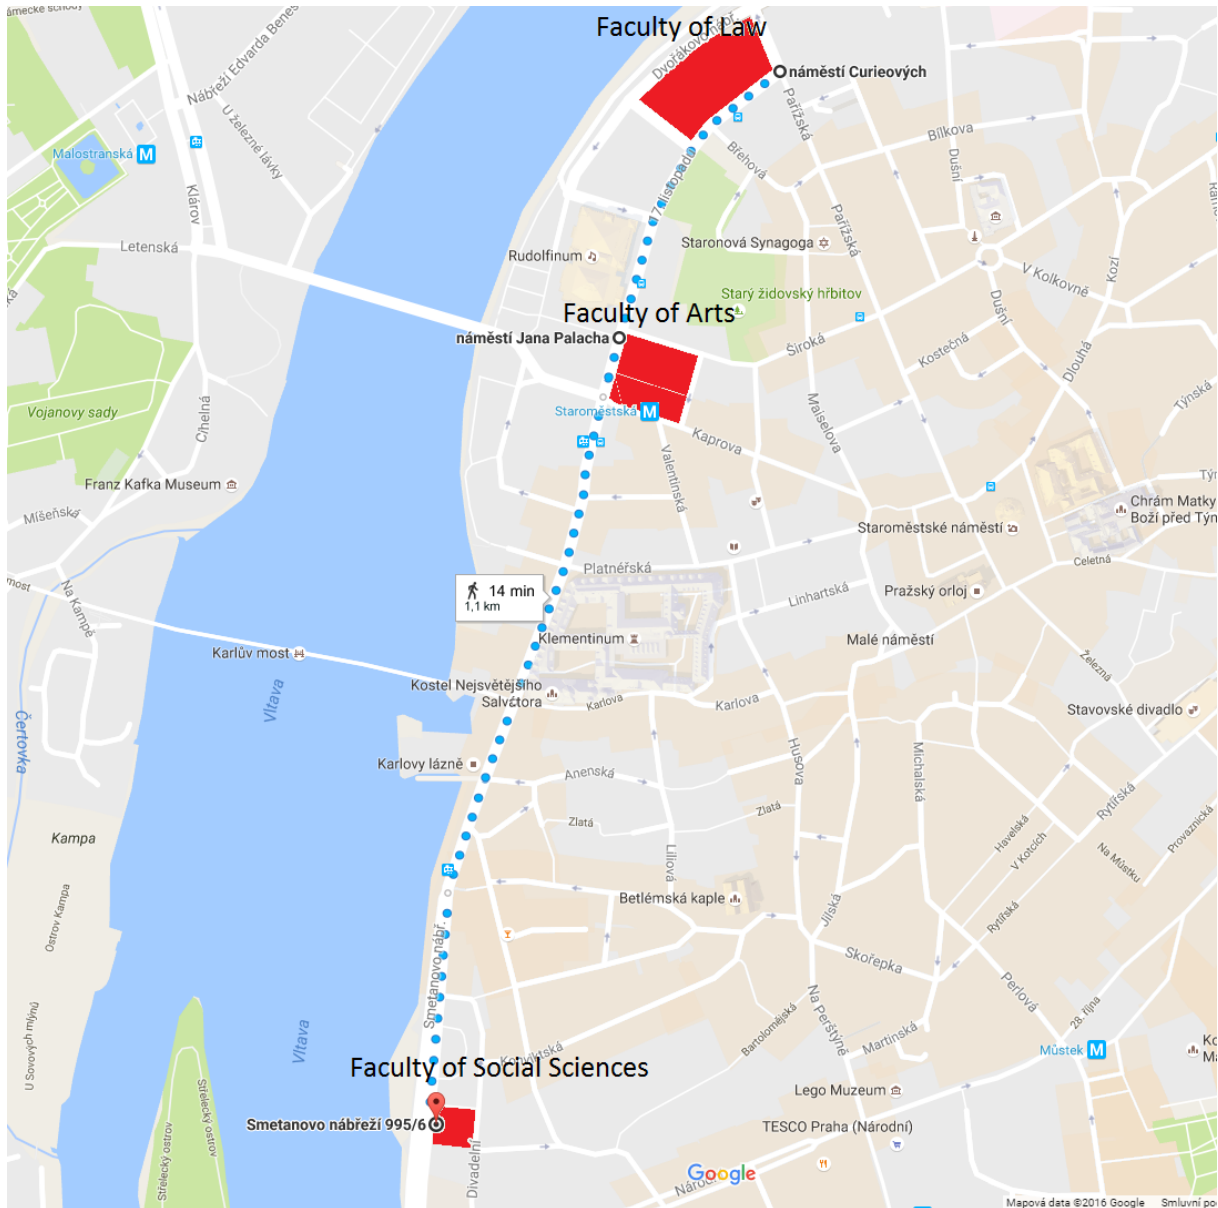 Faculty of Law
Dvořákovo nábř.
náměstí Curieových
Nábřeží Edvarda Beneš
U železné lávky
Malostranská
M
Klárov
Letenská
Pařížská
Bílkova
Dušní
Břehová
17. listopadu
Rudolfinum
Staronová Synagoga
Pařížská
V Kolkovně
Kozí
Starý židovský hřbitov
Dušní
Faculty of Arts
náměstí Jana Palacha
Široká
Kostečná
Dlouhá
Týnská
Vojanovy sady
Cihelná
Staroměstská
M
Maiselova
Kaprova
Valentinská
Franz Kafka Museum
Míšeňská
Chrám Matky
Boží před Týn
Staroměstské náměstí
Celetná
Platnéřská
14 min
1,1 km
most
Na Kampě
Linhartská
Pražský orloj
Klementinum
Malé náměstí
Karlův most
Železná
Kostel Nejsvětějšího
Salvátora
Karlova
Karlova
Vltava
Čertovka
Stavovské divadlo
Husova
Michalská
Karlovy lázně
Anenská
Zlatá
Zlatá
Rytířská
Havelská
V Kotcích
Provaznická
Na Můstku
Kampa
Liliová
Ostrov Kampa
Betlémská kaple
Jilská
Rytířská
Skořepka
Smetanovo nábř.
Perlová
28. října
Na Perštýně
Bartolomějská
Martinská
Můstek
M
Vltava
U Sovových mlýnů
Střelecký ostrov
Střelecký ostrov
Konviktská
Faculty of Social Sciences
Lego Muzeum
Smetanovo nábřeží 995/6
TESCO Praha (Národní)
Divadelní
Google
Mapová data ©2016 Google